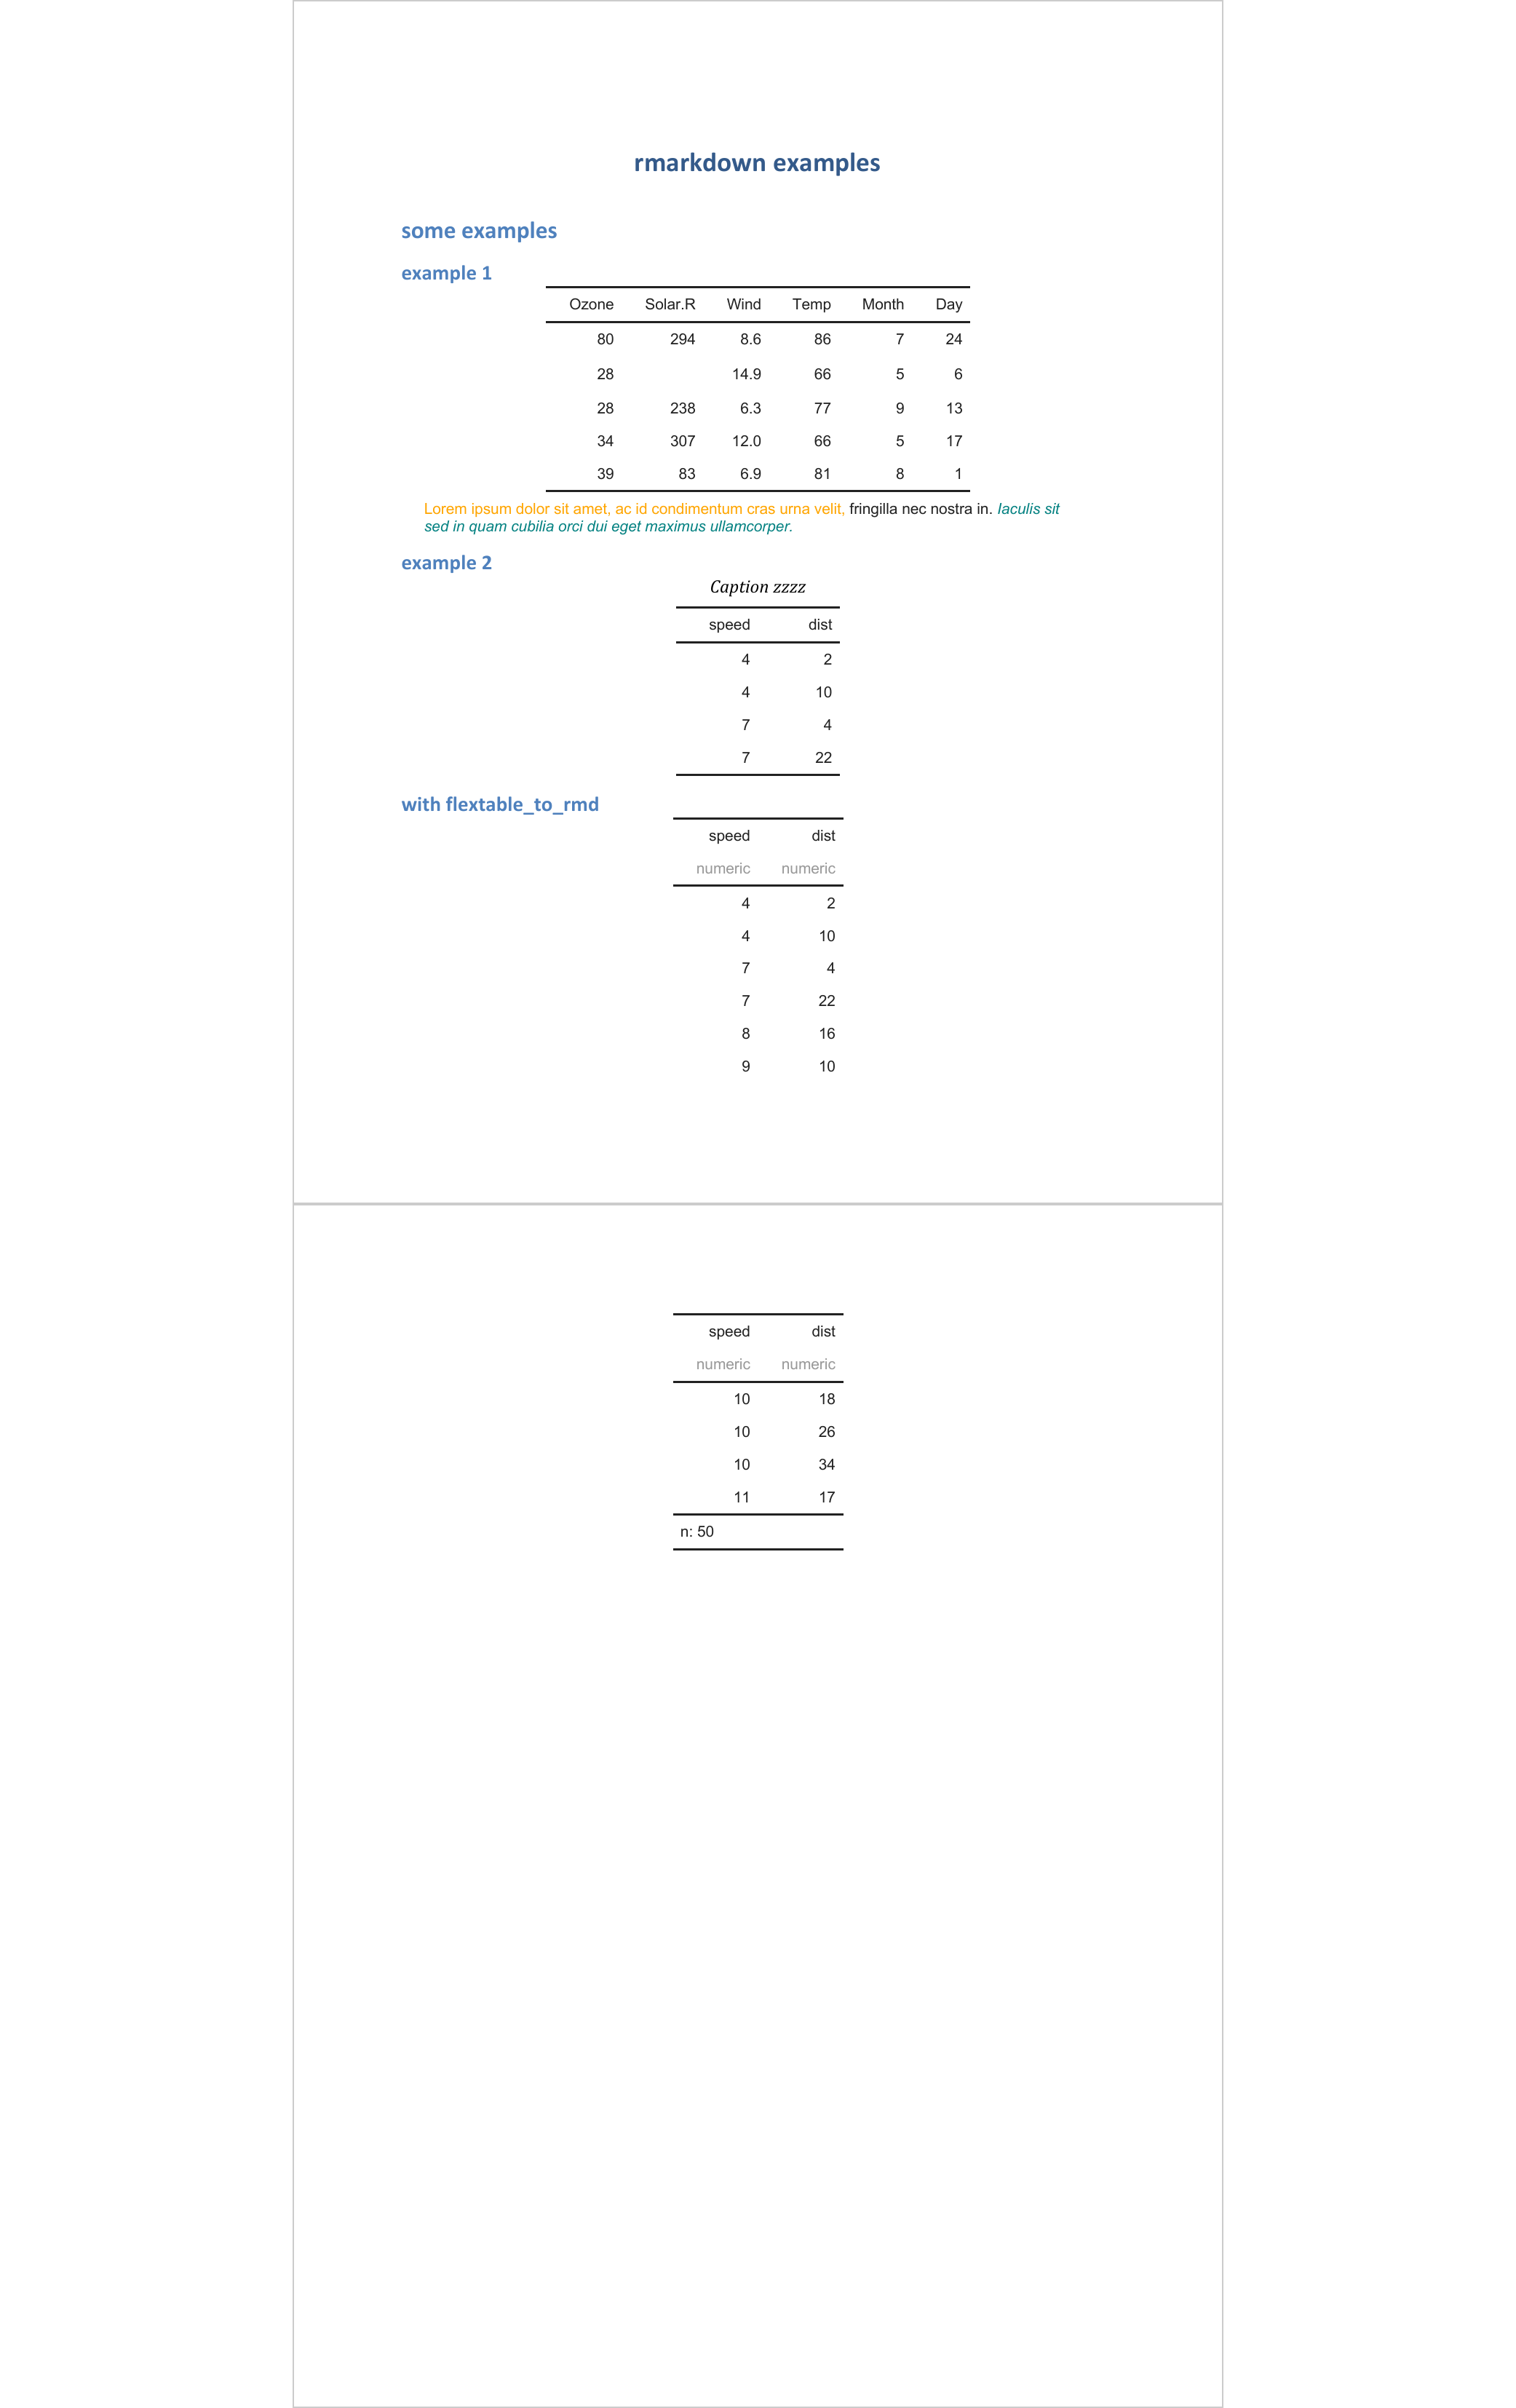 rmarkdown examples
some examples
example 1
Ozone Solar.R Wind Temp Month Day
80 294 8.6 86 7 24
28 14.9 66 5 6
28 238 6.3 77 9 13
34 307 12.0 66 5 17
39 83 6.9 81 8 1
Lorem ipsum dolor sit amet, ac id condimentum cras urna velit, fringilla nec nostra in. Iaculis sit
sed in quam cubilia orci dui eget maximus ullamcorper.
example 2
Caption zzzz
speed dist
4 2
4 10
7 4
7 22
with flextable_to_rmd
speed dist
numeric numeric
4 2
4 10
7 4
7 22
8 16
9 10
speed dist
numeric numeric
10 18
10 26
10 34
11 17
n: 50